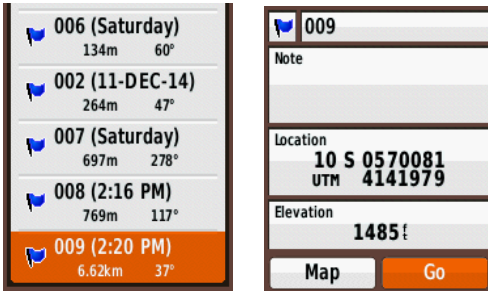 006 (Saturday)
134m 60°
002 (11-DEC-14)
264m 47°
007 (Saturday)
697m 278°
008 (2:16 PM)
769m 117°
009 (2:20 PM)
6.62km 37°
009
Note
Location
10 S 0570081
UTM 4141979
Elevation
1485ft
Map Go